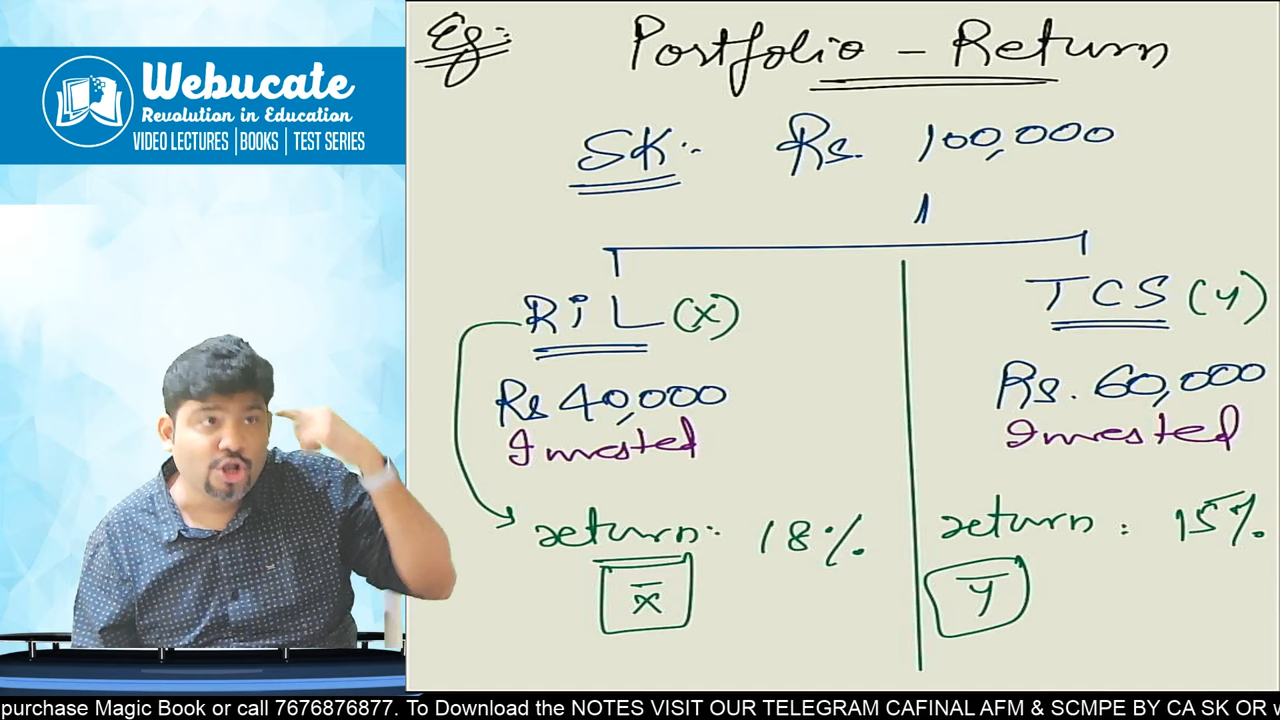 Webucate
Revolution in Education
VIDEO LECTURES | BOOKS | TEST SERIES
Eg:
Portfolio - Return
SK:- Rs. 100,000
RiL (x)
Rs 40,000
Invested
return: 18%
x̄
TCS (y)
Rs. 60,000
Invested
return: 15%
ȳ
purchase Magic Book or call 7676876877. To Download the NOTES VISIT OUR TELEGRAM CAFINAL AFM & SCMPE BY CA SK OR